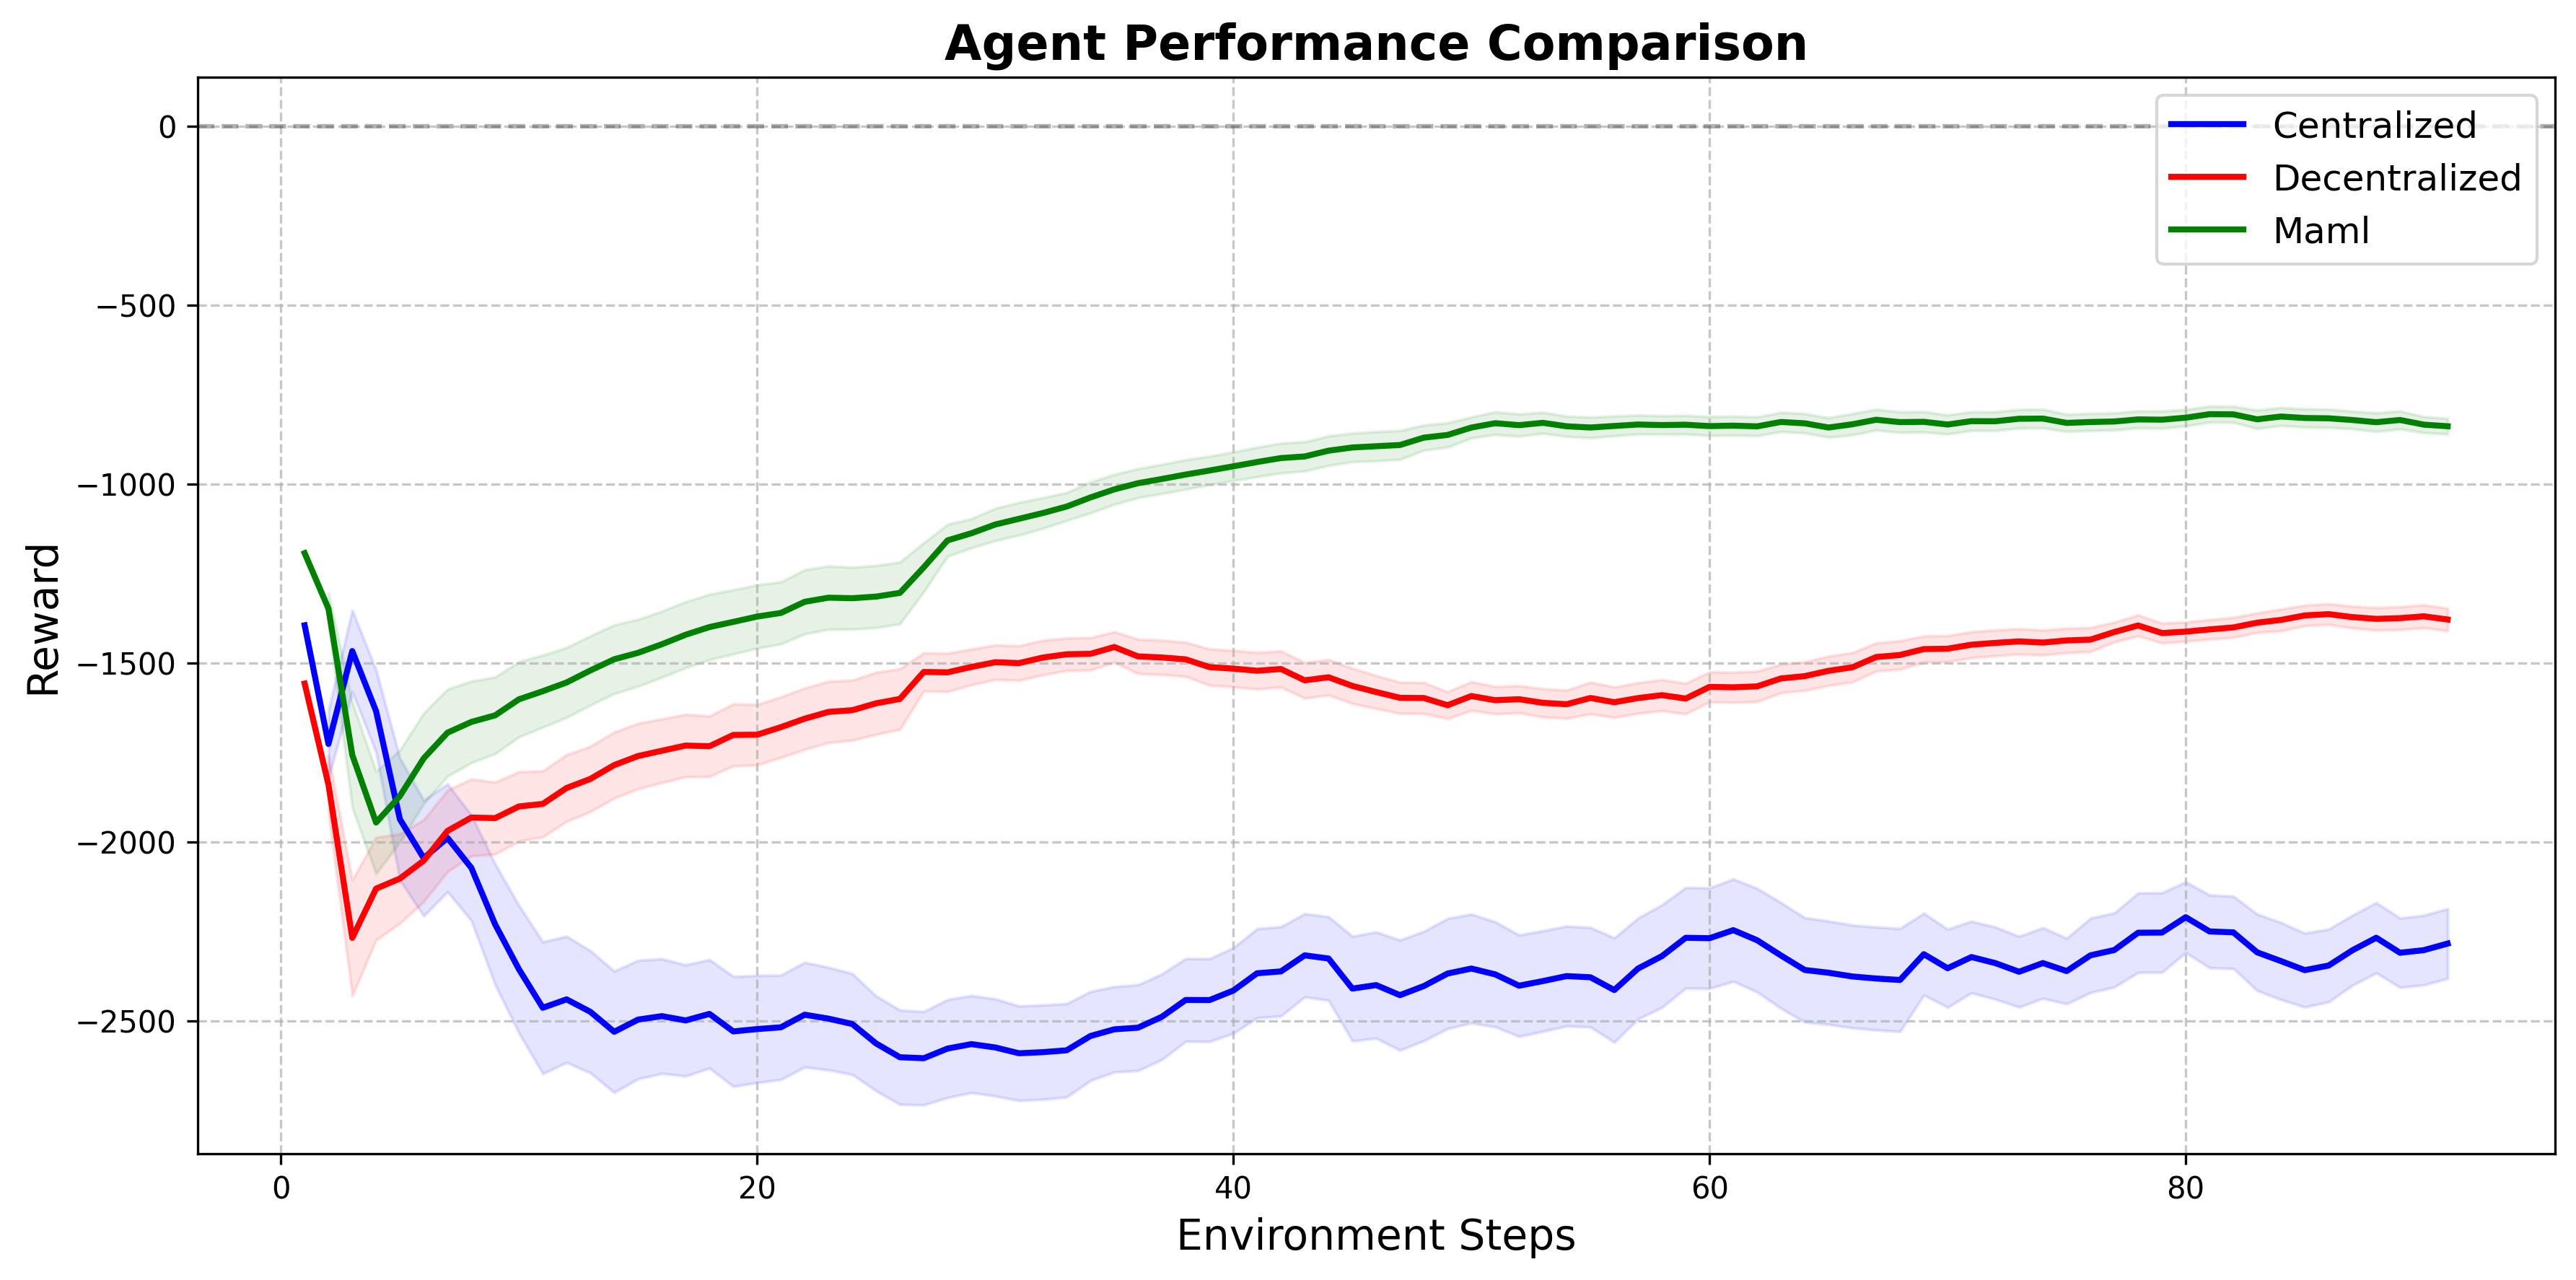 Agent Performance Comparison
0
−500
−1000
−1500
−2000
−2500
Reward
Centralized
Decentralized
Maml
0 20 40 60 80
Environment Steps